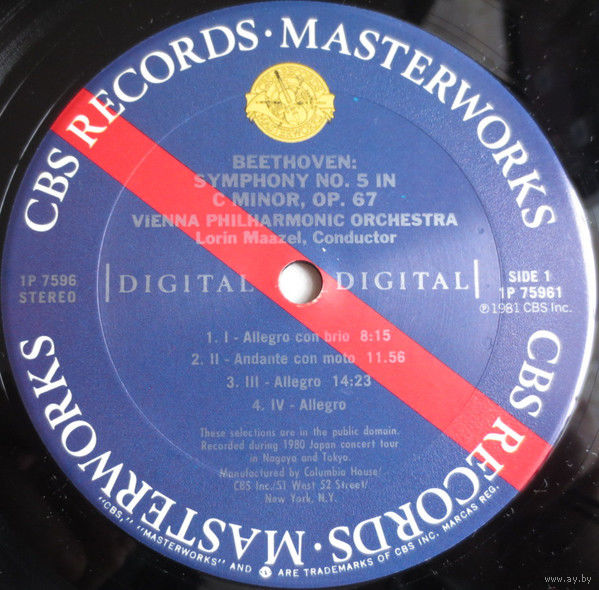 CBS RECORDS · MASTERWORKS
BEETHOVEN:
SYMPHONY NO. 5 IN
C MINOR, OP. 67
VIENNA PHILHARMONIC ORCHESTRA
Lorin Maazel, Conductor
1P 7596
STEREO
DIGITAL DIGITAL
SIDE 1
1P 75961
℗1981 CBS Inc.
1. I - Allegro con brio 8:15
2. II - Andante con moto 11.56
3. III - Allegro 14:23
4. IV - Allegro
These selections are in the public domain.
Recorded during 1980 Japan concert tour
in Nagoya and Tokyo.
Manufactured by Columbia House/
CBS Inc./51 West 52 Street/
New York, N.Y.
CBS RECORDS · MASTERWORKS
"CBS," "MASTERWORKS" AND ARE TRADEMARKS OF CBS INC. MARCAS REG.
www.ay.by